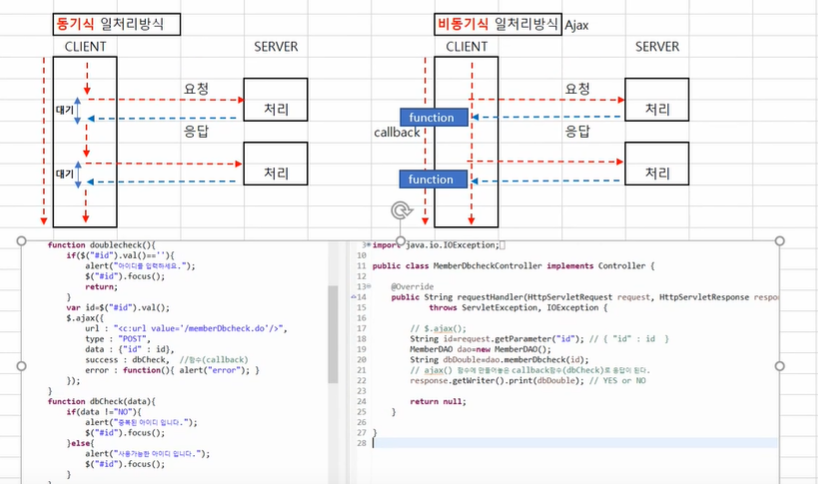 동기식 일처리방식
CLIENT
SERVER
요청
대기
처리
응답
대기
처리
비동기식 일처리방식 Ajax
CLIENT
SERVER
요청
처리
function
callback
응답
처리
function
function doublecheck(){
if($("#id").val()==''){
alert("아이디를 입력하세요.");
$("#id").focus();
return;
}
var id=$("#id").val();
$.ajax({
url : "<c:url value='/memberDbcheck.do'/>",
type : "POST",
data : {"id" : id},
success : dbCheck, //함수(callback)
error : function(){ alert("error"); }
});
}
function dbCheck(data){
if(data !="NO"){
alert("중복된 아이디 입니다.");
$("#id").focus();
}else{
alert("사용가능한 아이디 입니다.");
$("#id").focus();
}
}
3 import java.io.IOException;
10
11 public class MemberDbcheckController implements Controller {
12
13 @Override
14 public String requestHandler(HttpServletRequest request, HttpServletResponse respo
15 throws ServletException, IOException {
16
17 // $.ajax();
18 String id=request.getParameter("id"); // { "id" : id }
19 MemberDAO dao=new MemberDAO();
20 String dbDouble=dao.memberDbcheck(id);
21 // ajax() 함수에 만들어놓은 callback함수(dbCheck)로 응답이 된다.
22 response.getWriter().print(dbDouble); // YES or NO
23
24 return null;
25 }
26
27 }
28